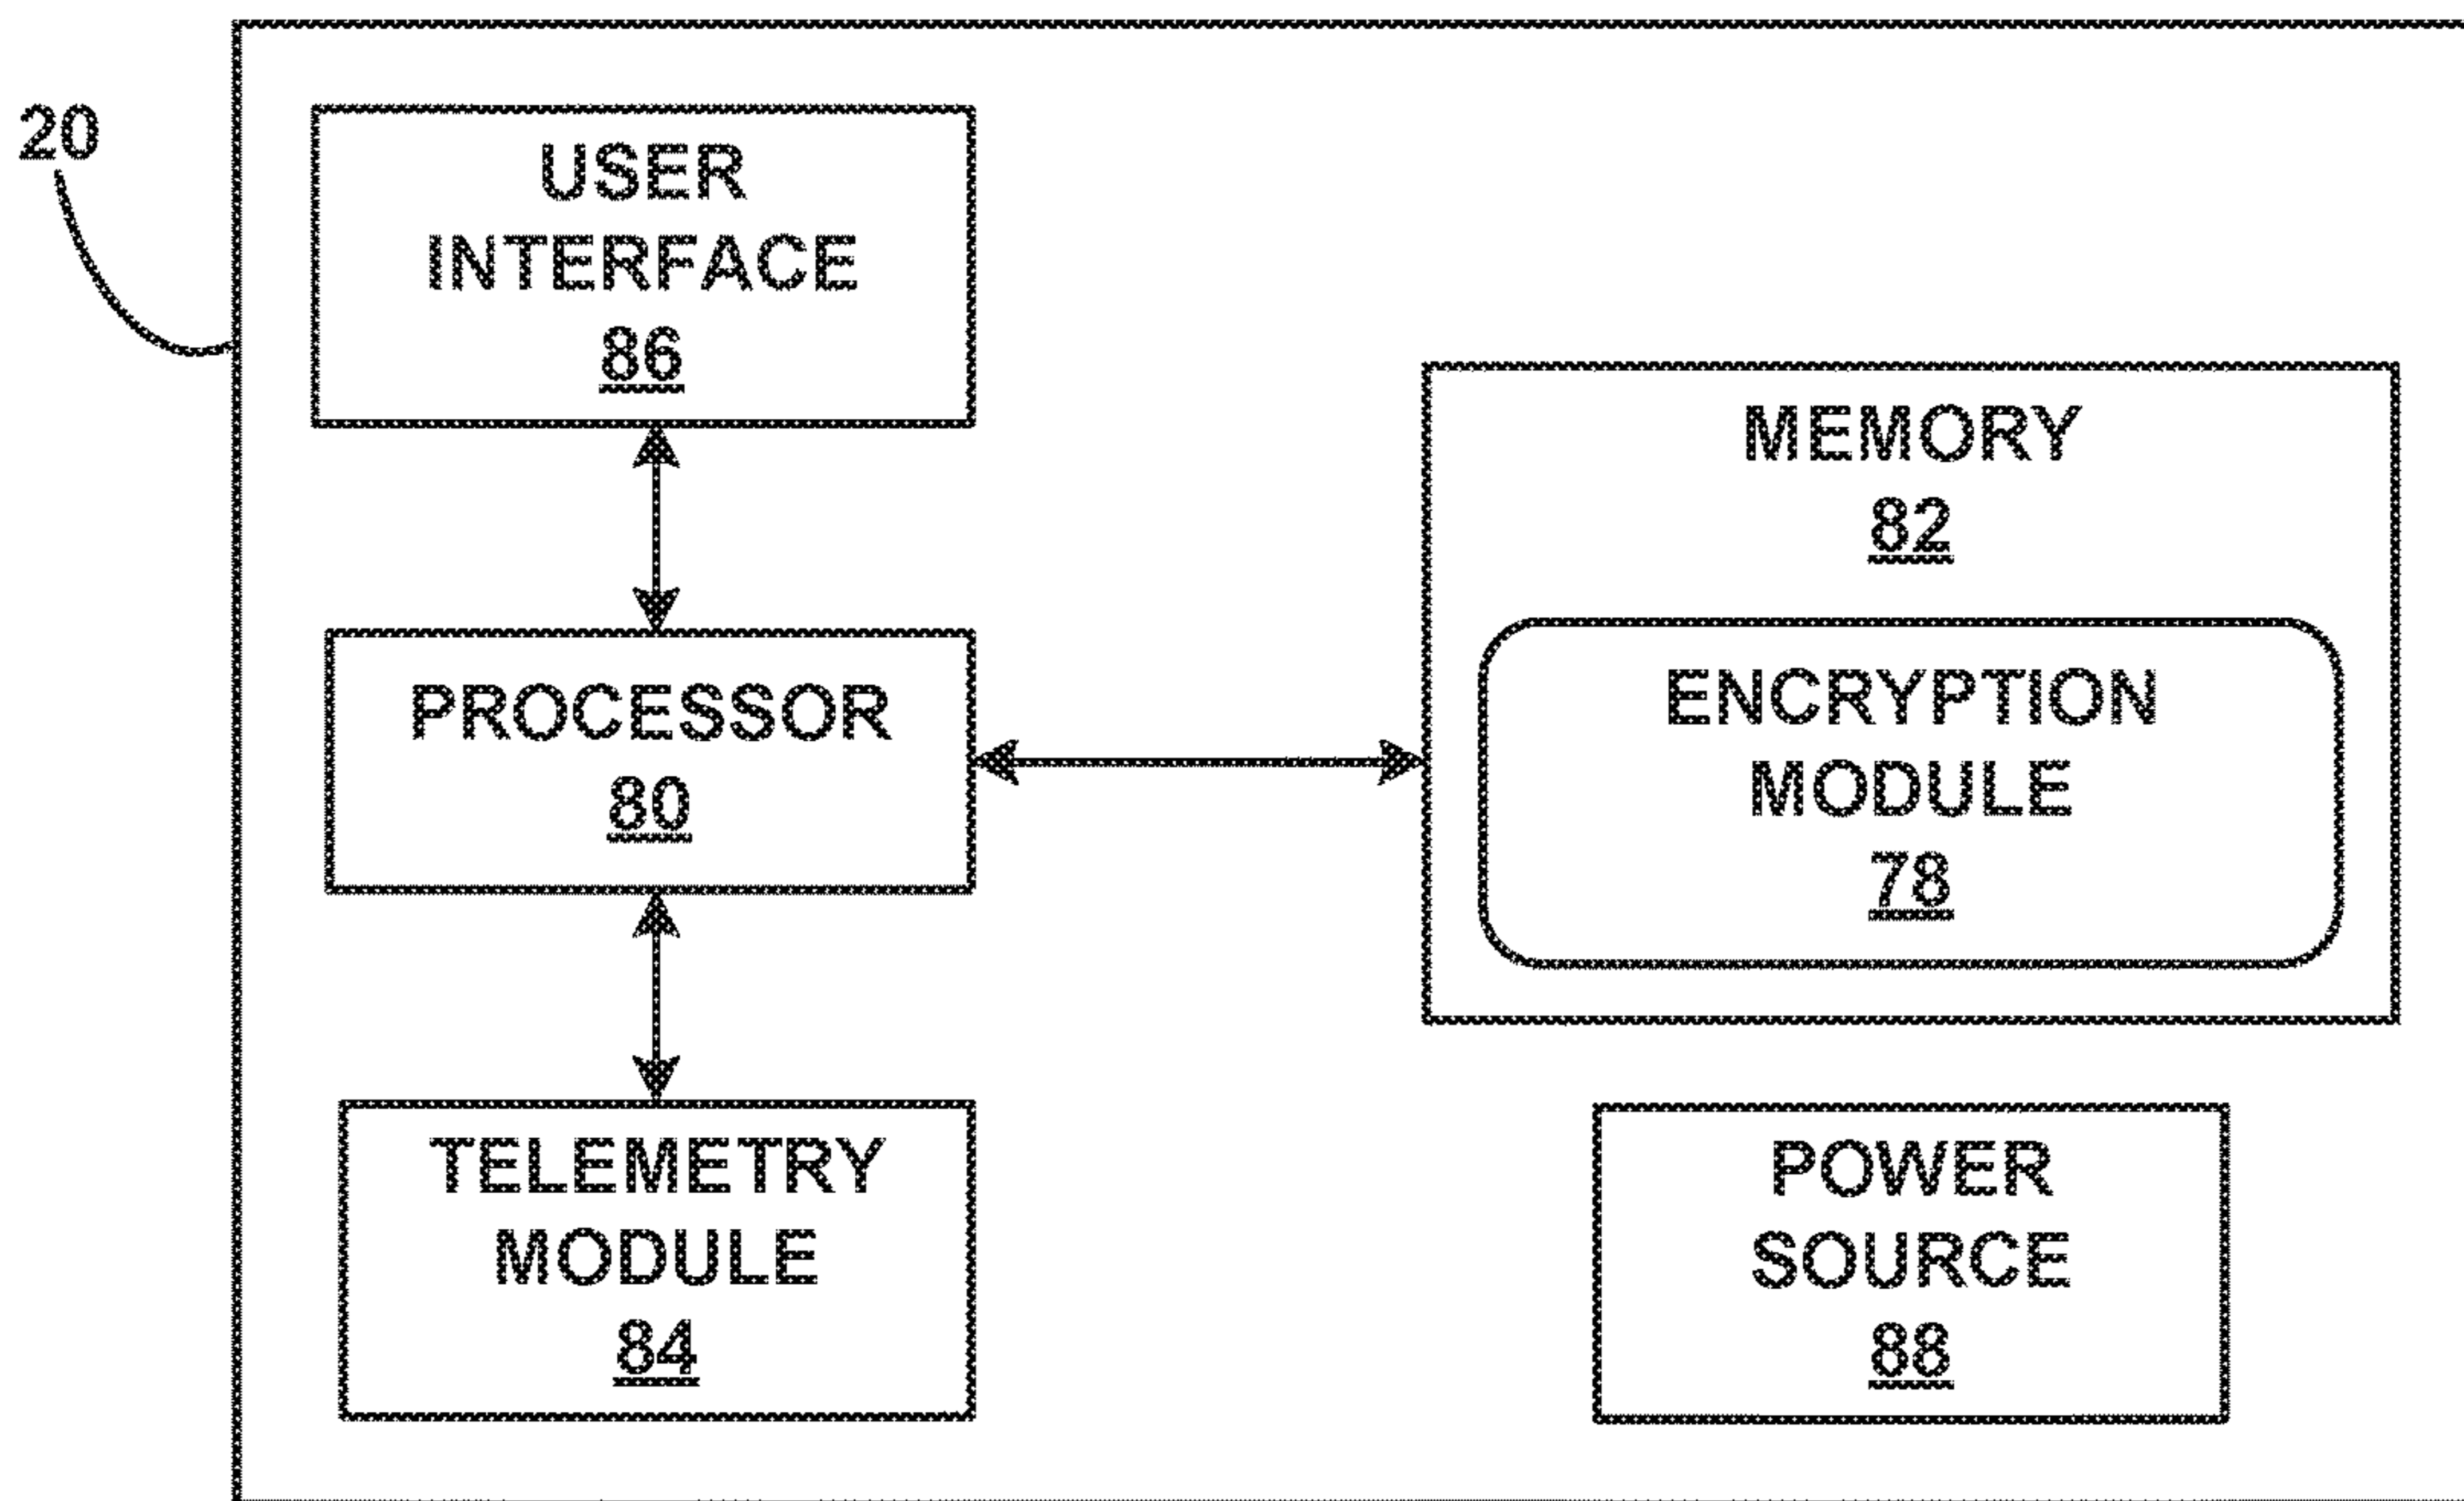 20
USER
INTERFACE
86
MEMORY
82
PROCESSOR
80
ENCRYPTION
MODULE
78
TELEMETRY
MODULE
84
POWER
SOURCE
88